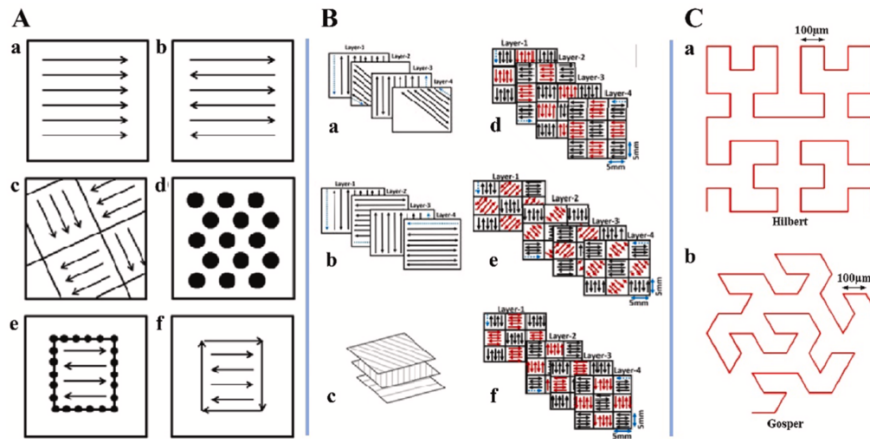 A
a
b
c
d
e
f
B
Layer-1
Layer-2
Layer-3
Layer-4
a
Layer-1
Layer-2
Layer-3
Layer-4
5mm
5mm
d
Layer-1
Layer-2
Layer-3
Layer-4
b
Layer-1
Layer-2
Layer-3
Layer-4
5mm
5mm
e
c
Layer-1
Layer-2
Layer-3
Layer-4
5mm
5mm
f
C
a
100μm
Hilbert
b
100μm
Gosper